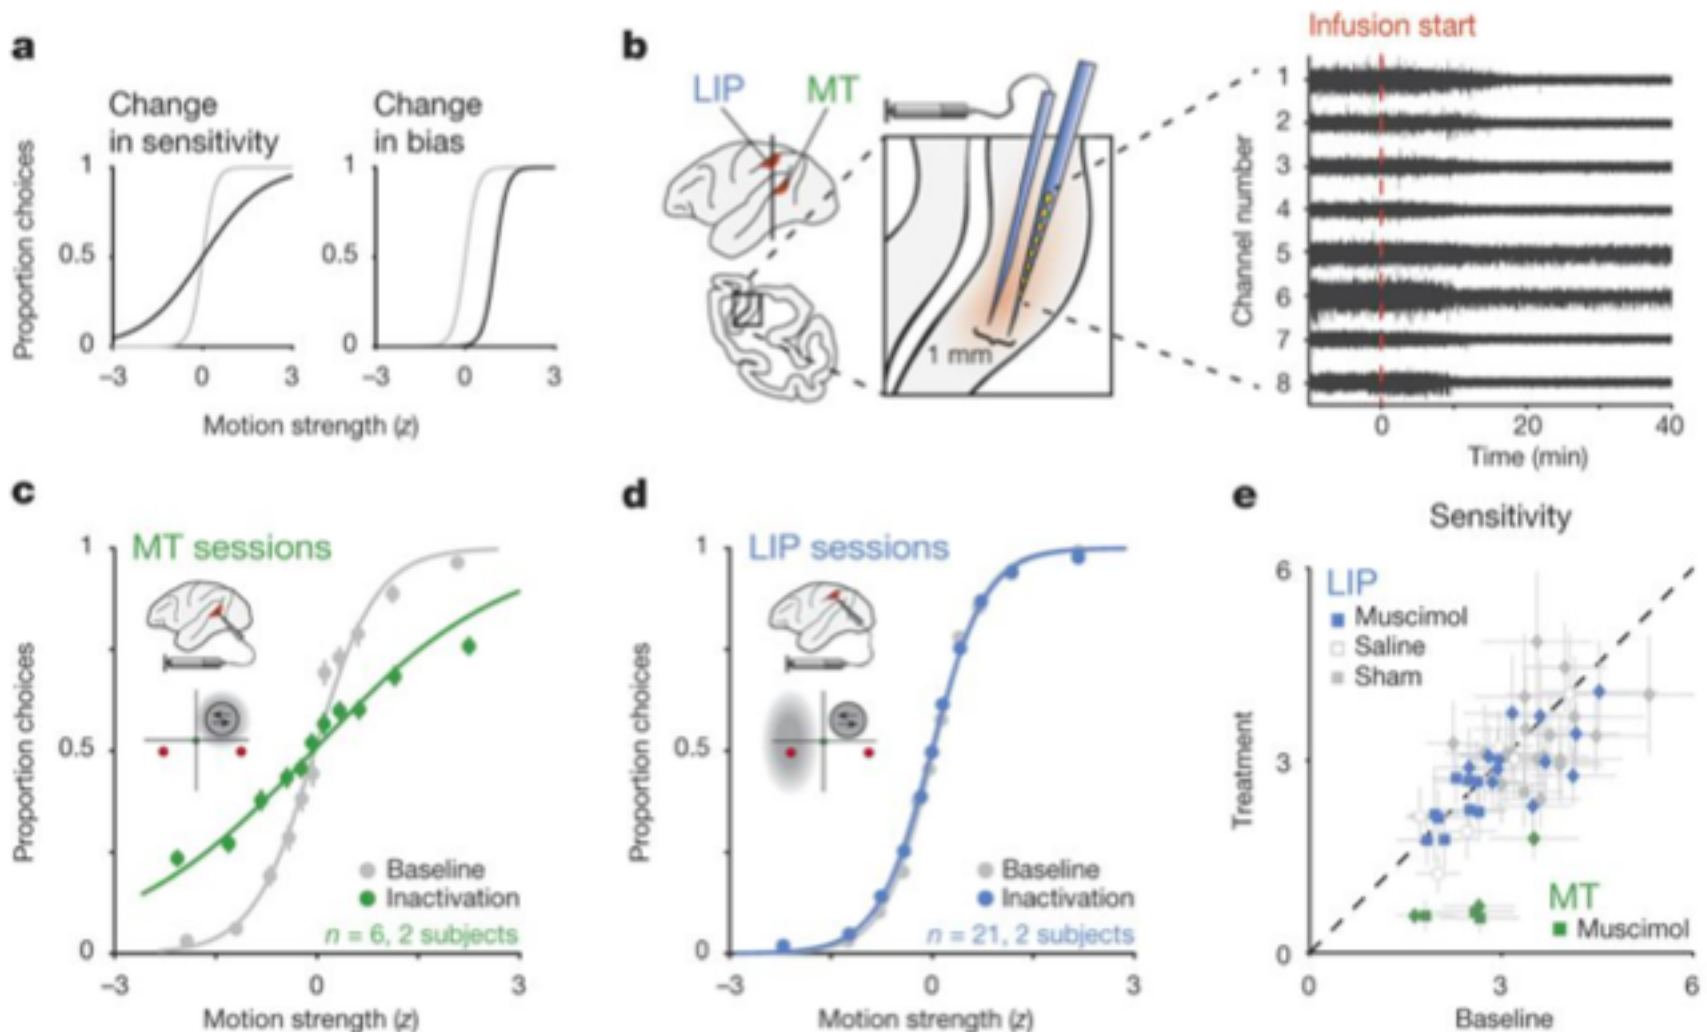 a
Change
in sensitivity
Change
in bias
Proportion choices
1
0.5
0
–3
0
3
1
0.5
0
–3
0
3
Motion strength (z)
b
LIP
MT
1 mm
Infusion start
Channel number
1
2
3
4
5
6
7
8
0
20
40
Time (min)
c
MT sessions
Proportion choices
1
0.5
0
Baseline
Inactivation
n = 6, 2 subjects
–3
0
3
Motion strength (z)
d
LIP sessions
Proportion choices
1
0.5
0
Baseline
Inactivation
n = 21, 2 subjects
–3
0
3
Motion strength (z)
e
Sensitivity
Treatment
6
3
0
LIP
Muscimol
Saline
Sham
MT
Muscimol
0
3
6
Baseline